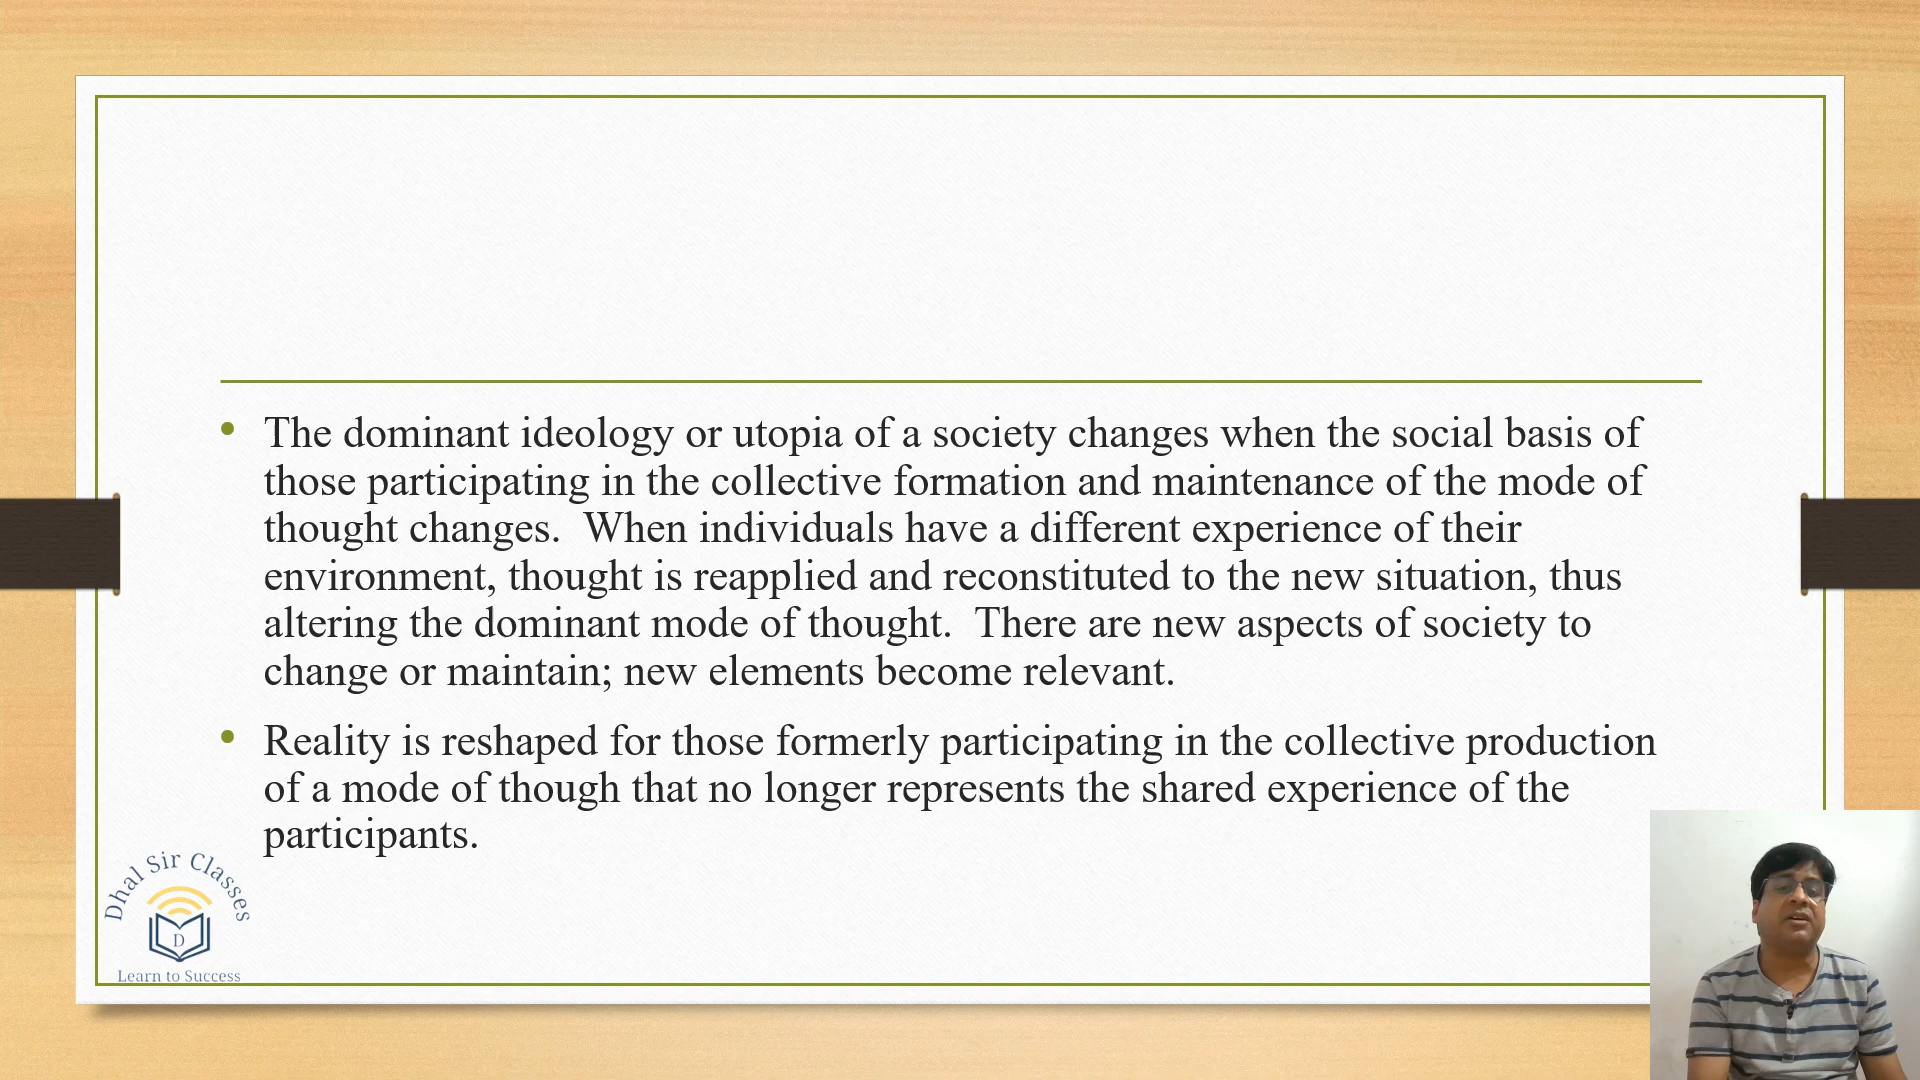 • The dominant ideology or utopia of a society changes when the social basis of
those participating in the collective formation and maintenance of the mode of
thought changes.  When individuals have a different experience of their
environment, thought is reapplied and reconstituted to the new situation, thus
altering the dominant mode of thought.  There are new aspects of society to
change or maintain; new elements become relevant.
• Reality is reshaped for those formerly participating in the collective production
of a mode of though that no longer represents the shared experience of the
participants.
Dhal Sir Classes
D
Learn to Success